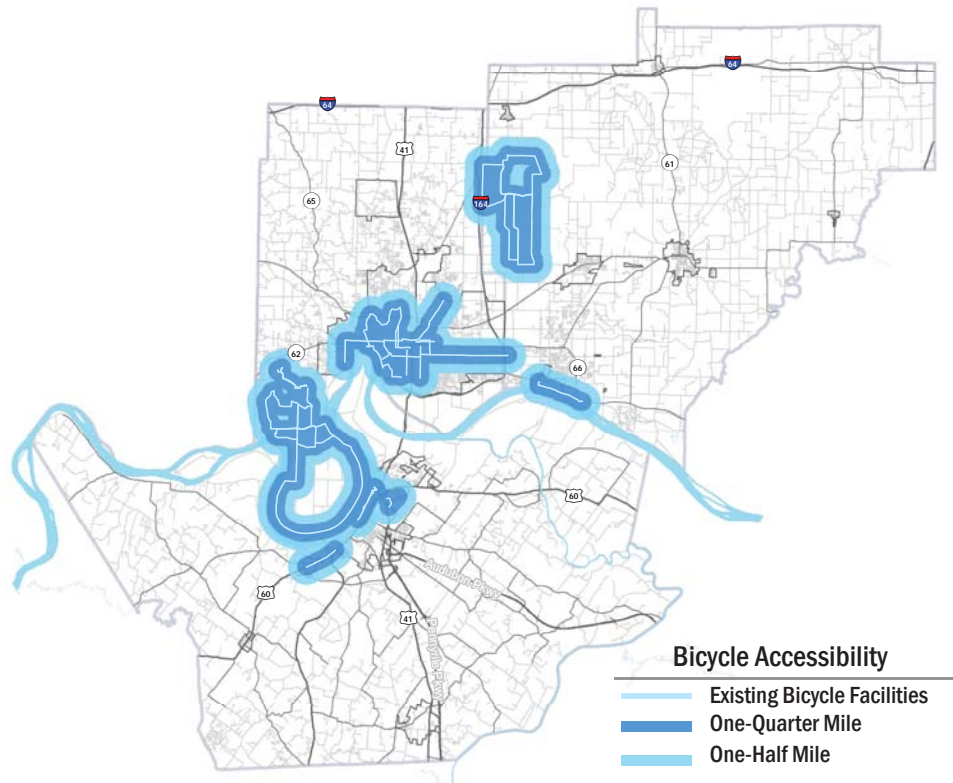 64
64
41
61
65
164
62
66
60
Audubon Pkwy
60
41
Pennyrile Pkwy
Bicycle Accessibility
Existing Bicycle Facilities
One-Quarter Mile
One-Half Mile